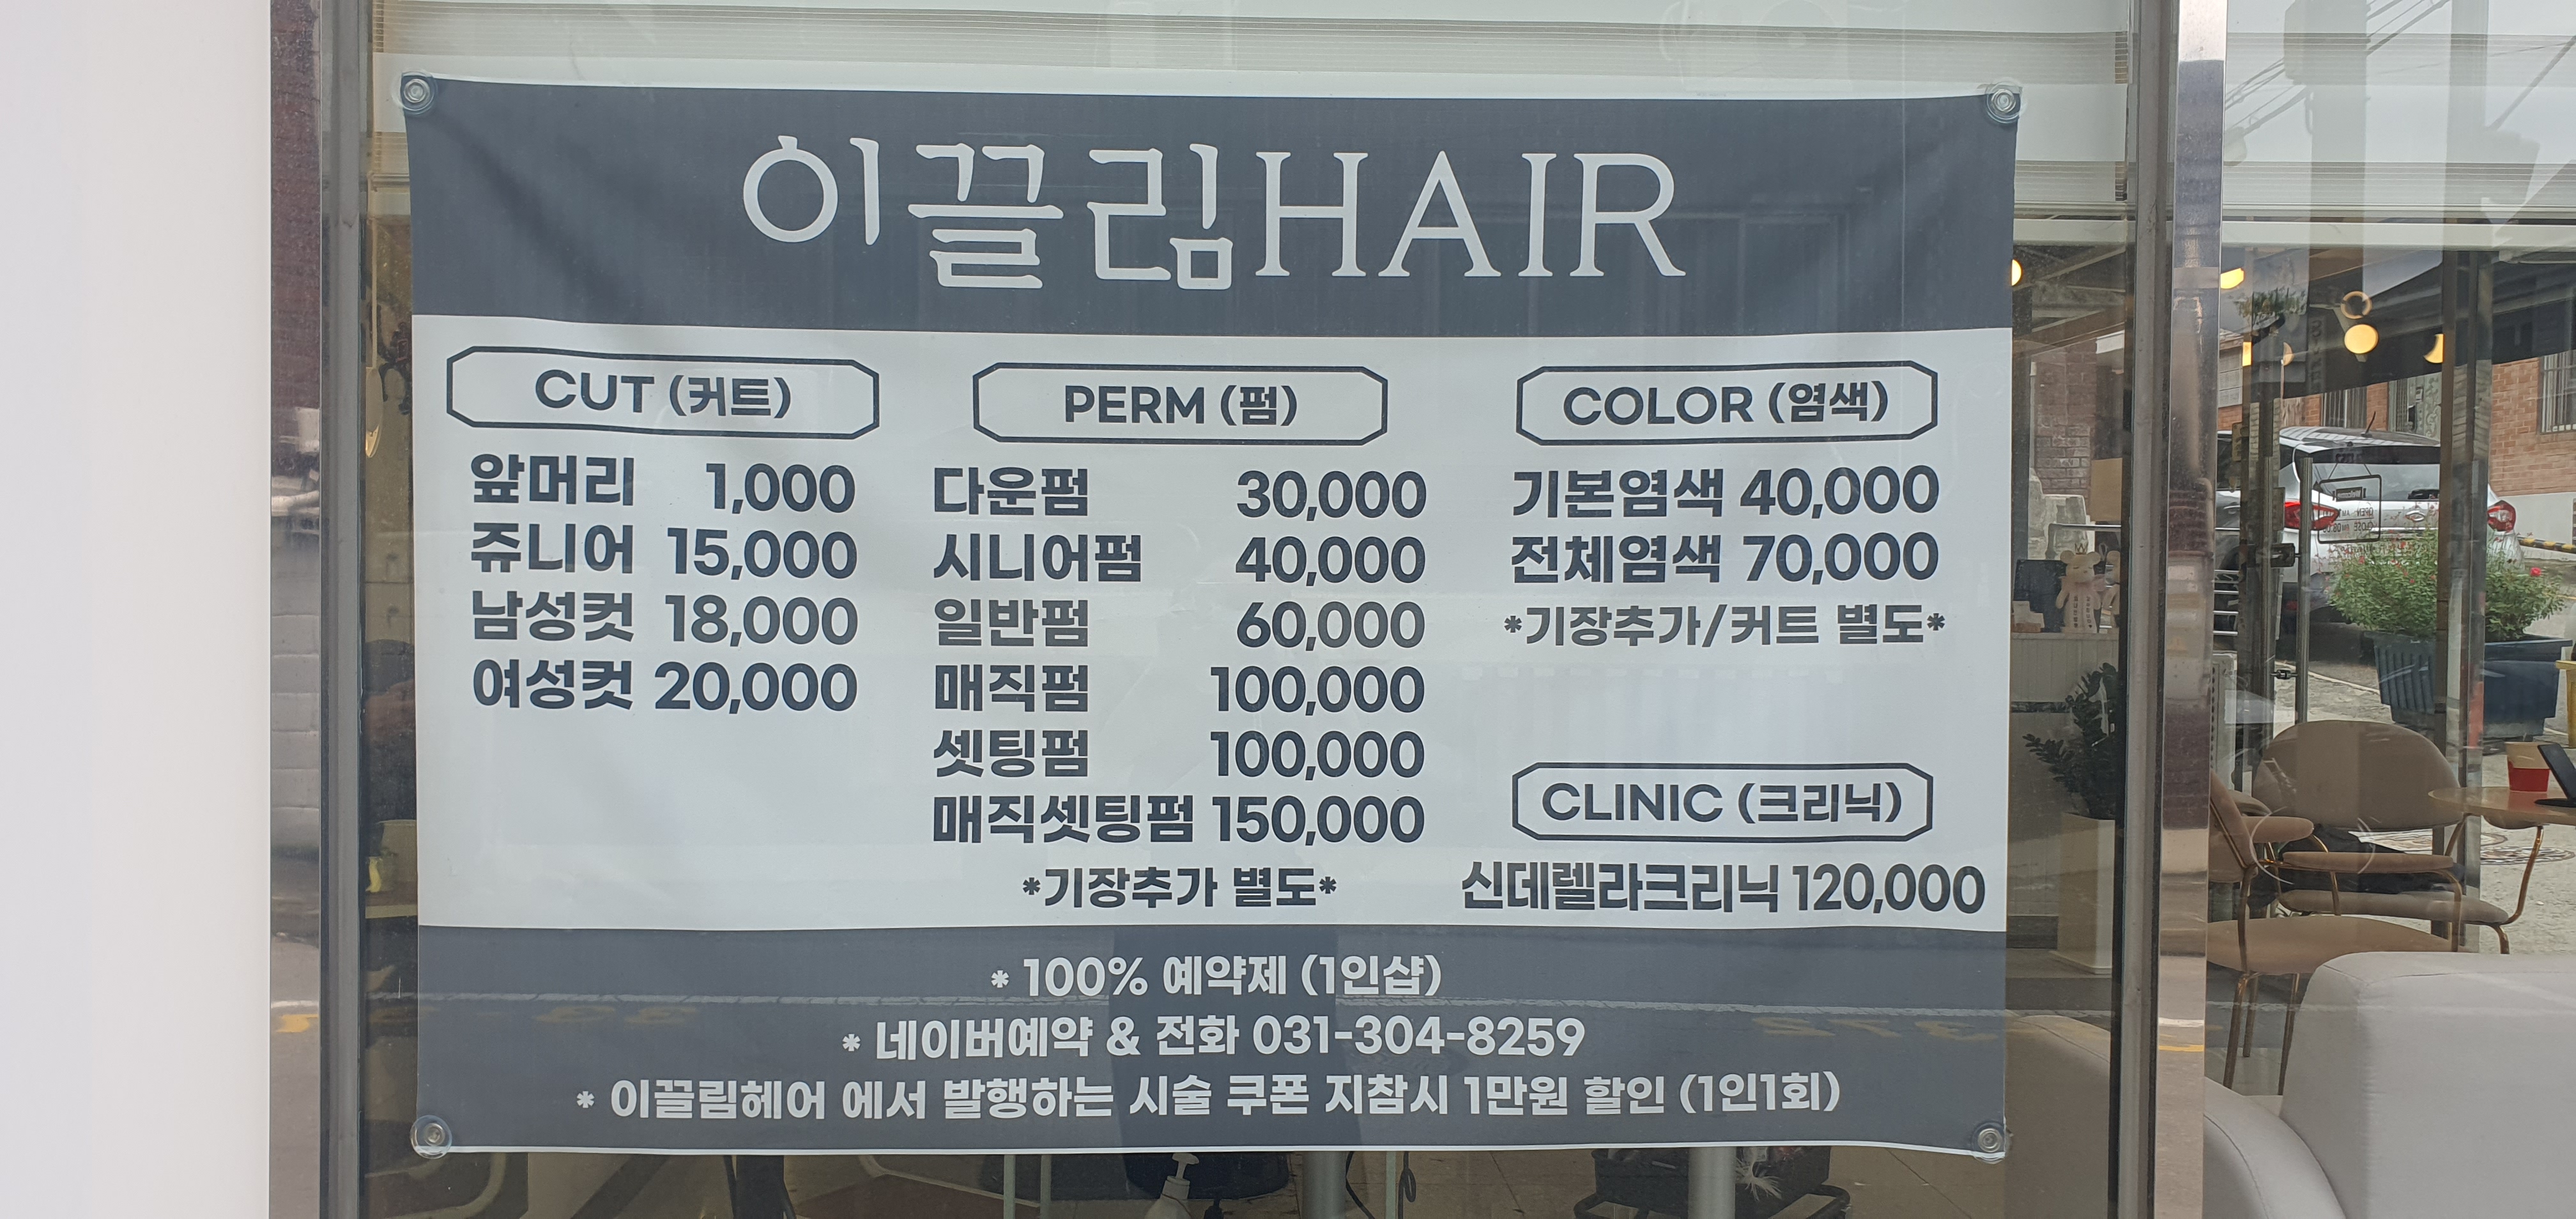 이끌림HAIR
CUT (커트)
앞머리 1,000
쥬니어 15,000
남성컷 18,000
여성컷 20,000
PERM (펌)
다운펌 30,000
시니어펌 40,000
일반펌 60,000
매직펌 100,000
셋팅펌 100,000
매직셋팅펌 150,000
*기장추가 별도*
COLOR (염색)
기본염색 40,000
전체염색 70,000
*기장추가/커트 별도*
CLINIC (크리닉)
신데렐라크리닉 120,000
* 100% 예약제 (1인샵)
* 네이버예약 & 전화 031-304-8259
* 이끌림헤어 에서 발행하는 시술 쿠폰 지참시 1만원 할인 (1인1회)